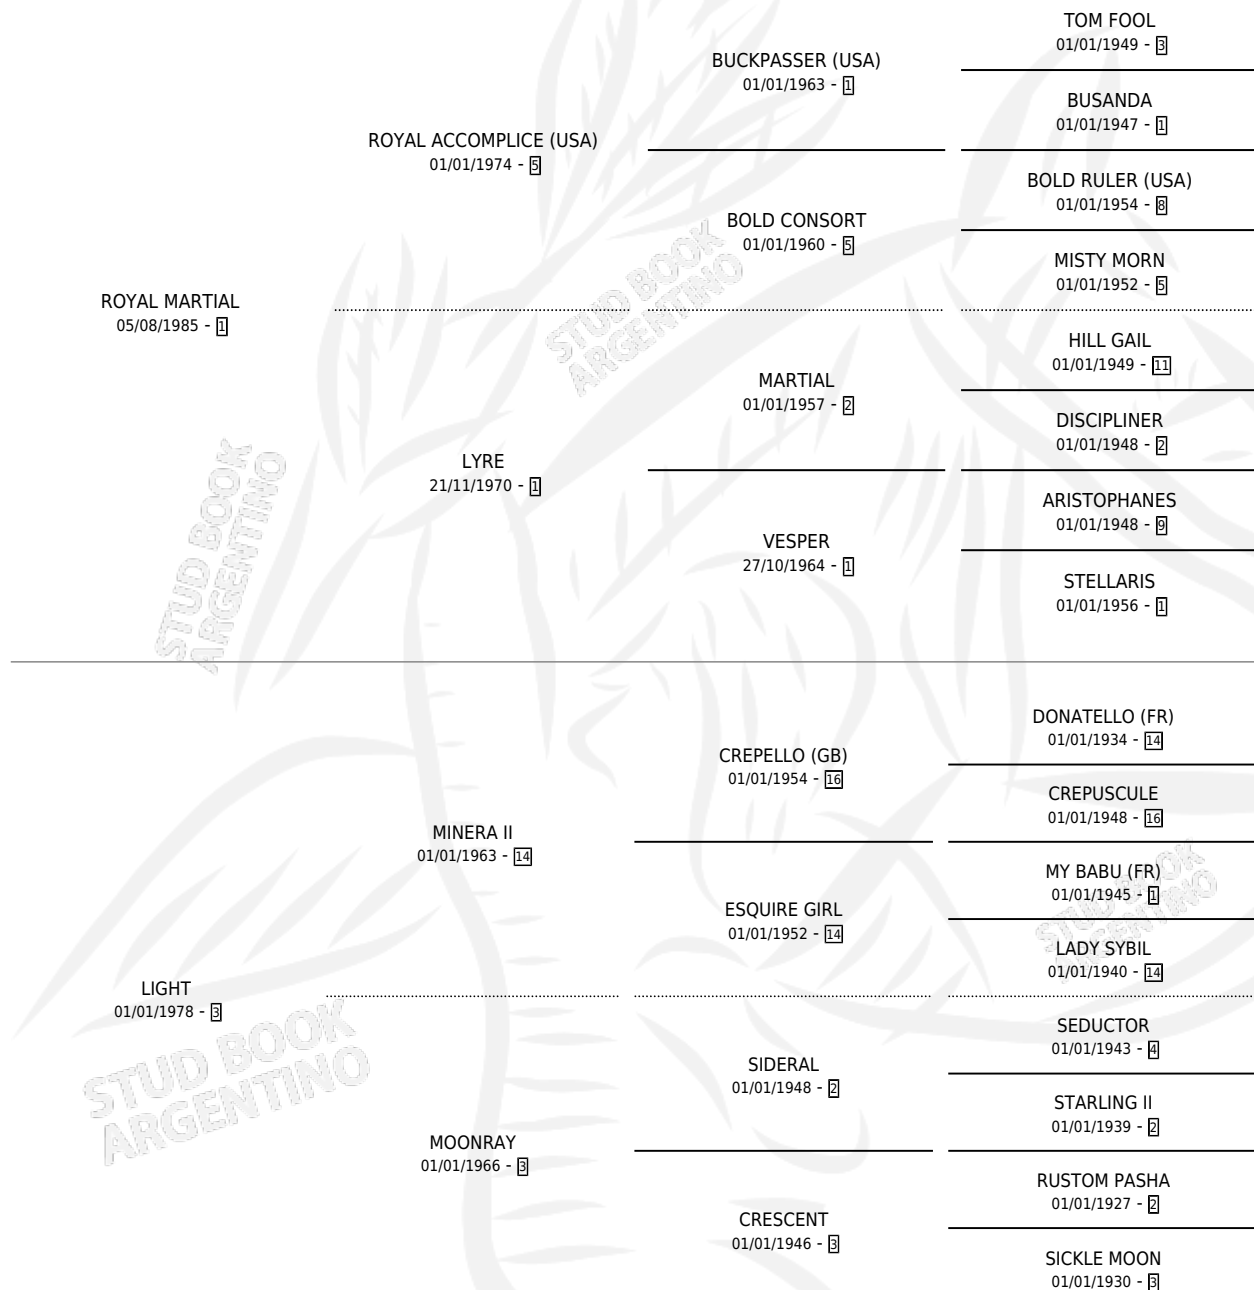 TOM FOOL
01/01/1949 - 3
BUCKPASSER (USA)
01/01/1963 - 1
BUSANDA
01/01/1947 - 1
ROYAL ACCOMPLICE (USA)
01/01/1974 - 5
BOLD RULER (USA)
01/01/1954 - 8
BOLD CONSORT
01/01/1960 - 5
MISTY MORN
01/01/1952 - 5
ROYAL MARTIAL
05/08/1985 - 1
HILL GAIL
01/01/1949 - 11
MARTIAL
01/01/1957 - 2
DISCIPLINER
01/01/1948 - 2
LYRE
21/11/1970 - 1
ARISTOPHANES
01/01/1948 - 9
VESPER
27/10/1964 - 1
STELLARIS
01/01/1956 - 1
DONATELLO (FR)
01/01/1934 - 14
CREPELLO (GB)
01/01/1954 - 16
CREPUSCULE
01/01/1948 - 16
MINERA II
01/01/1963 - 14
MY BABU (FR)
01/01/1945 - 1
ESQUIRE GIRL
01/01/1952 - 14
LADY SYBIL
01/01/1940 - 14
LIGHT
01/01/1978 - 3
SEDUCTOR
01/01/1943 - 4
SIDERAL
01/01/1948 - 2
STARLING II
01/01/1939 - 2
MOONRAY
01/01/1966 - 3
RUSTOM PASHA
01/01/1927 - 2
CRESCENT
01/01/1946 - 3
SICKLE MOON
01/01/1930 - 3
STUD BOOK
ARGENTINO
STUD BOOK
ARGENTINO
STUD BOOK
ARGENTINO
STUD BOOK
ARGENTINO